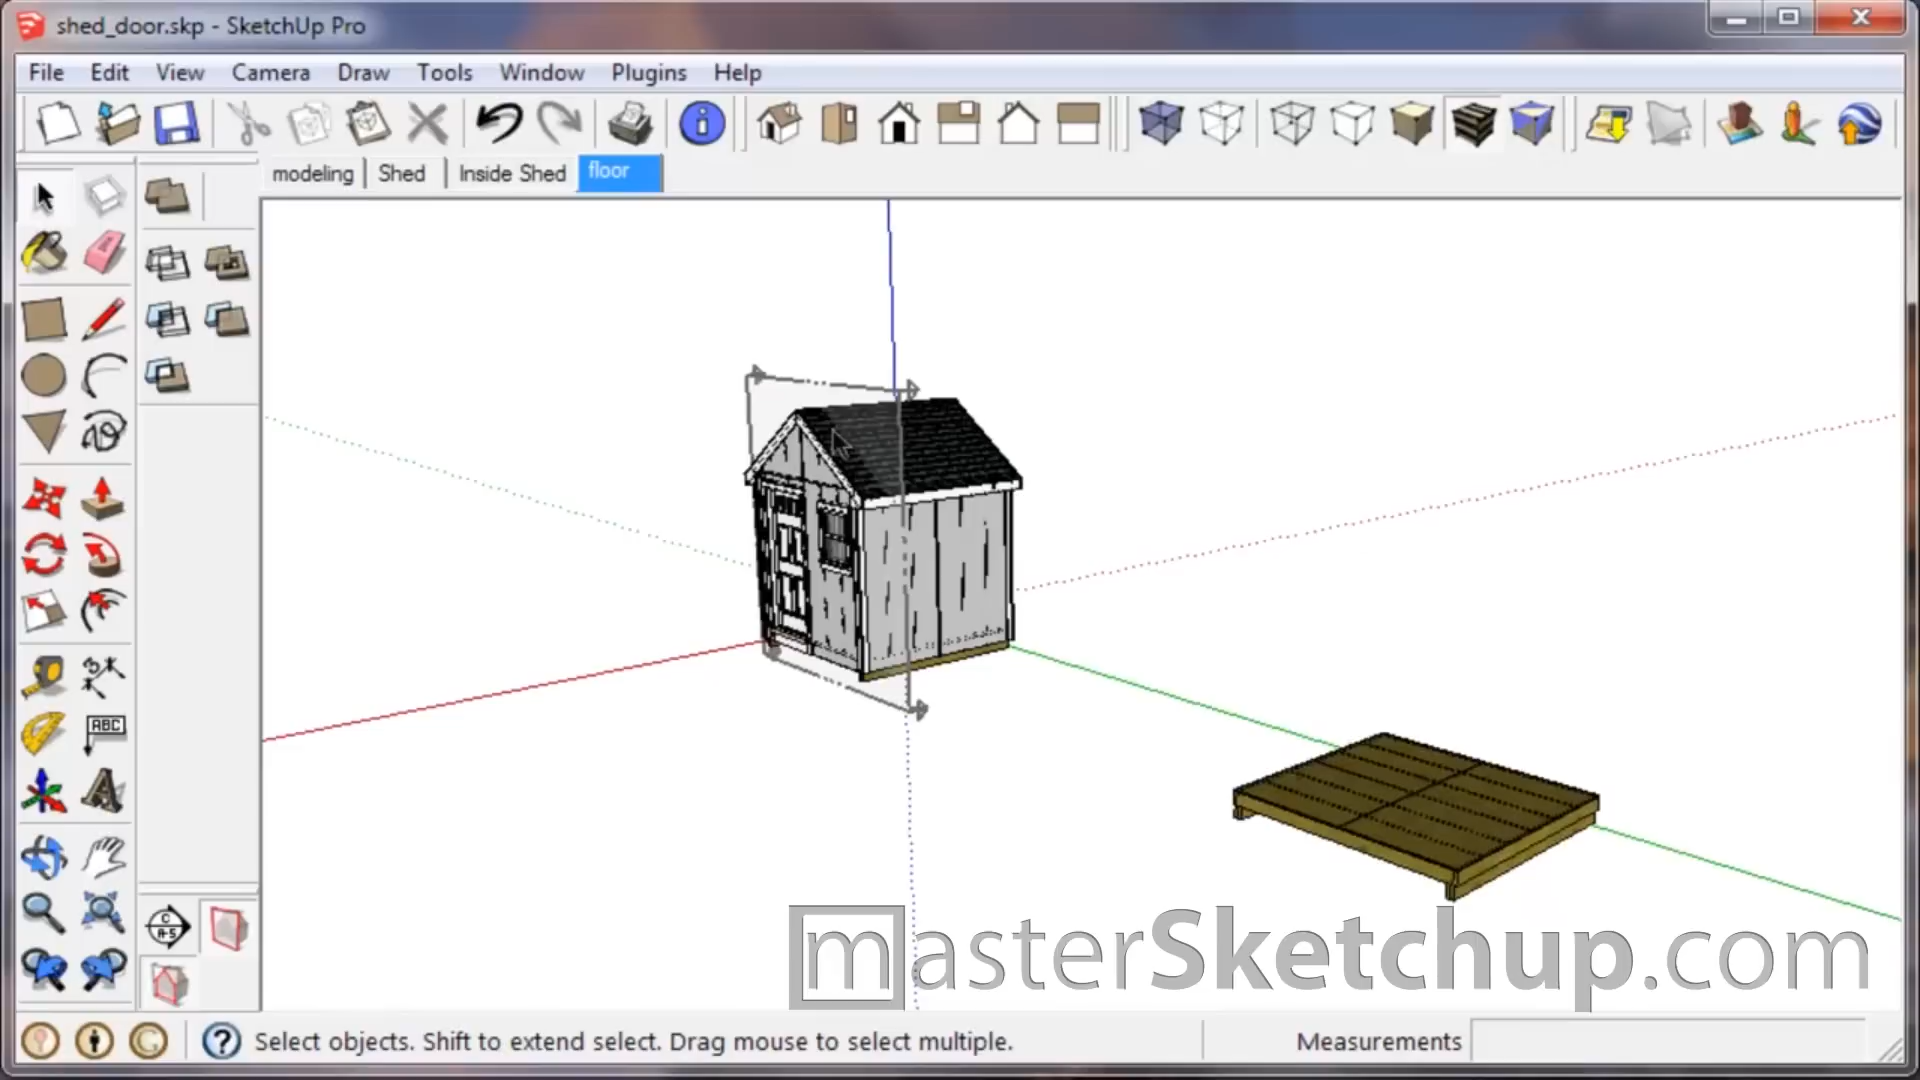 shed_door.skp - SketchUp Pro
File Edit View Camera Draw Tools Window Plugins Help
modeling Shed Inside Shed floor
ABC
C
A-5
masterSketchup.com
Select objects. Shift to extend select. Drag mouse to select multiple.
Measurements